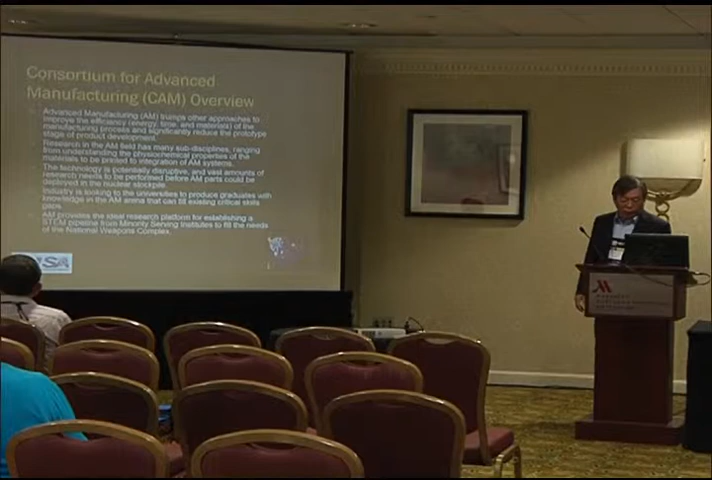 Consortium for Advanced
Manufacturing (CAM) Overview
Advanced Manufacturing (AM) trumps other approaches to
improve the efficiency (energy, time, and materials) of the
manufacturing process and significantly reduce the prototype
stage of product development.
Research in the AM field has many sub-disciplines, ranging
from understanding the physiochemical properties of the
materials to be printed to integration of AM systems.
The technology is potentially disruptive, and vast amounts of
research needs to be performed before AM parts could be
deployed in the nuclear stockpile.
Industry is looking to the universities to produce graduates with
knowledge in the AM arena that can fill existing critical skills
gaps.
AM provides the ideal research platform for establishing a
STEM pipeline from Minority Serving Institutes to fill the needs
of the National Weapons Complex.